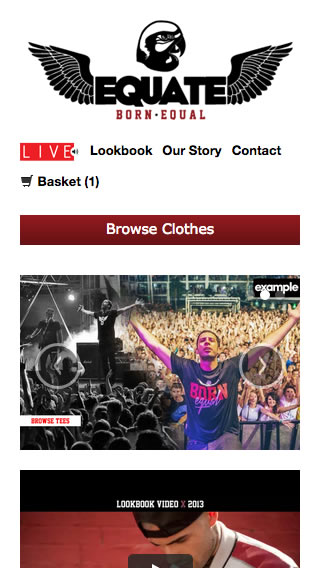 EQUATE
BORN·EQUAL
LIVE
Lookbook Our Story Contact
Basket (1)
Browse Clothes
example
BORN
equal
BROWSE TEES
LOOKBOOK VIDEO X 2013